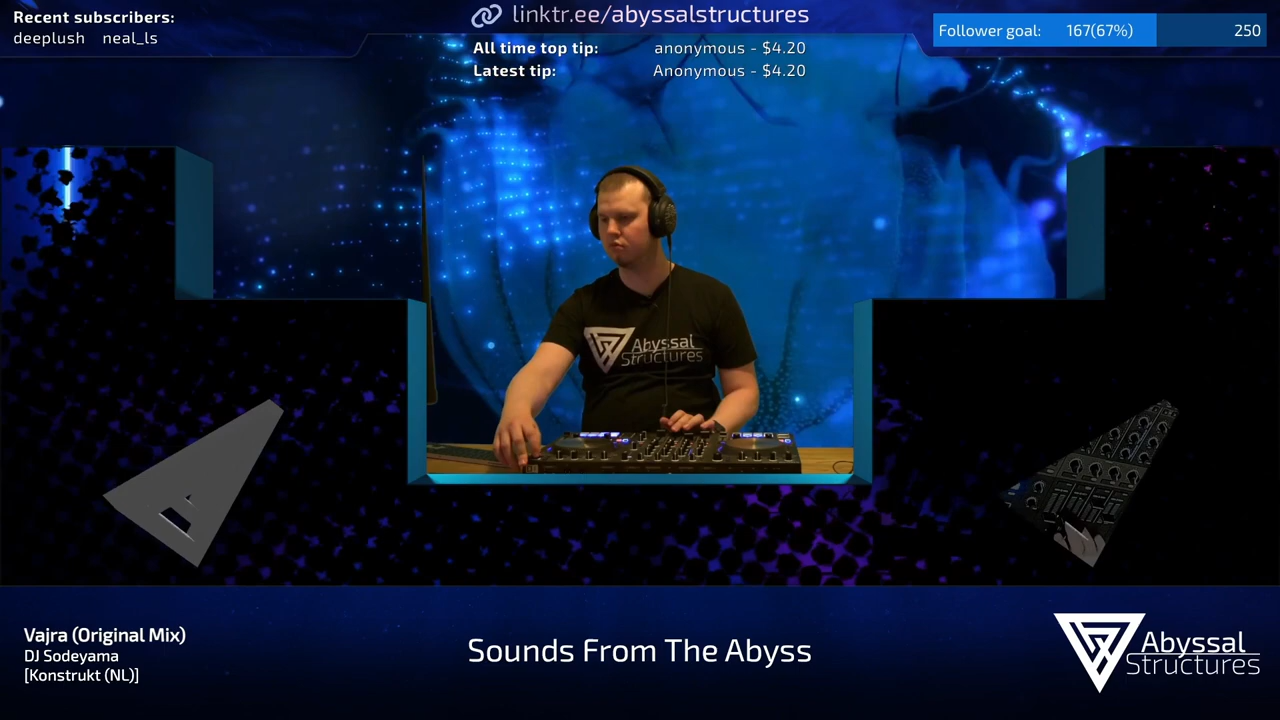 Recent subscribers:
deeplush neal_ls
linktr.ee/abyssalstructures
All time top tip: anonymous - $4.20
Latest tip: Anonymous - $4.20
Follower goal: 167(67%) 250
Abyssal
Structures
Vajra (Original Mix)
DJ Sodeyama
[Konstrukt (NL)]
Sounds From The Abyss
Abyssal
Structures